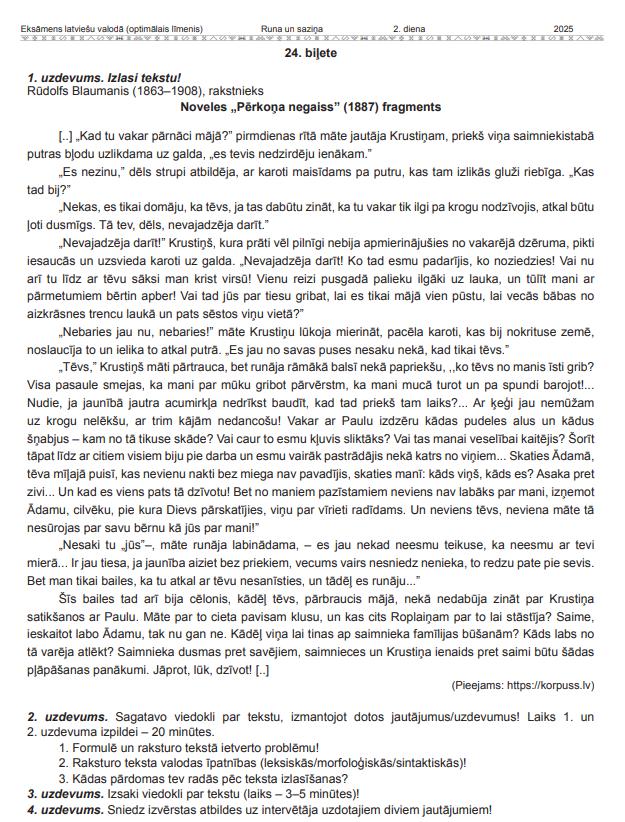 Eksāmens latviešu valodā (optimālais līmenis) Runa un saziņa 2. diena 2025
24. biļete
1. uzdevums. Izlasi tekstu!
Rūdolfs Blaumanis (1863–1908), rakstnieks
Noveles „Pērkoņa negaiss” (1887) fragments
[..] „Kad tu vakar pārnāci mājā?” pirmdienas rītā māte jautāja Krustiņam, priekš viņa saimniekistabā
putras bļodu uzlikdama uz galda, „es tevis nedzirdēju ienākam.”
„Es nezinu,” dēls strupi atbildēja, ar karoti maisīdams pa putru, kas tam izlikās gluži riebīga. „Kas
tad bij?”
„Nekas, es tikai domāju, ka tēvs, ja tas dabūtu zināt, ka tu vakar tik ilgi pa krogu nodzīvojis, atkal būtu
ļoti dusmīgs. Tā tev, dēls, nevajadzēja darīt.”
„Nevajadzēja darīt!” Krustiņš, kura prāti vēl pilnīgi nebija apmierinājušies no vakarējā dzēruma, pikti
iesaucās un uzsvieda karoti uz galda. „Nevajadzēja darīt! Ko tad esmu padarījis, ko noziedzies! Vai nu
arī tu līdz ar tēvu sāksi man krist virsū! Vienu reizi pusgadā palieku ilgāki uz lauka, un tūlīt mani ar
pārmetumiem bērtin apber! Vai tad jūs par tiesu gribat, lai es tikai mājā vien pūstu, lai vecās bābas no
aizkrāsnes trencu laukā un pats sēstos viņu vietā?”
„Nebaries jau nu, nebaries!” māte Krustiņu lūkoja mierināt, pacēla karoti, kas bij nokrituse zemē,
noslaucīja to un ielika to atkal putrā. „Es jau no savas puses nesaku nekā, kad tikai tēvs.”
„Tēvs,” Krustiņš māti pārtrauca, bet runāja rāmākā balsī nekā papriekšu, ,,ko tēvs no manis īsti grib?
Visa pasaule smejas, ka mani par mūku gribot pārvērstm, ka mani mucā turot un pa spundi barojot!...
Nudie, ja jaunībā jautra acumirkļa nedrīkst baudīt, kad tad priekš tam laiks?... Ar ķeģi jau nemūžam
uz krogu nelēkšu, ar trim kājām nedancošu! Vakar ar Paulu izdzēru kādas pudeles alus un kādus
šņabjus – kam no tā tikuse skāde? Vai caur to esmu kļuvis sliktāks? Vai tas manai veselībai kaitējis? Šorīt
tāpat līdz ar citiem visiem biju pie darba un esmu vairāk pastrādājis nekā katrs no viņiem... Skaties Ādamā,
tēva mīļajā puisī, kas nevienu nakti bez miega nav pavadījis, skaties manī: kāds viņš, kāds es? Asaka pret
zivi... Un kad es viens pats tā dzīvotu! Bet no maniem pazīstamiem neviens nav labāks par mani, izņemot
Ādamu, cilvēku, pie kura Dievs pārskatījies, viņu par vīrieti radīdams. Un neviens tēvs, neviena māte tā
nesūrojas par savu bērnu kā jūs par mani!”
„Nesaki tu „jūs”–, māte runāja labinādama, – es jau nekad neesmu teikuse, ka neesmu ar tevi
mierā... Ir jau tiesa, ja jaunība aiziet bez priekiem, vecums vairs nesniedz nenieka, to redzu pate pie sevis.
Bet man tikai bailes, ka tu atkal ar tēvu nesanīsties, un tādēļ es runāju...”
Šīs bailes tad arī bija cēlonis, kādēļ tēvs, pārbraucis mājā, nekā nedabūja zināt par Krustiņa
satikšanos ar Paulu. Māte par to cieta pavisam klusu, un kas cits Roplaiņam par to lai stāstīja? Saime,
ieskaitot labo Ādamu, tak nu gan ne. Kādēļ viņa lai tinas ap saimnieka famīlijas būšanām? Kāds labs no
tā varēja atlēkt? Saimnieka dusmas pret savējiem, saimnieces un Krustiņa ienaids pret saimi būtu šādas
pļāpāšanas panākumi. Jāprot, lūk, dzīvot! [..]
(Pieejams: https://korpuss.lv)
2. uzdevums. Sagatavo viedokli par tekstu, izmantojot dotos jautājumus/uzdevumus! Laiks 1. un
2. uzdevuma izpildei – 20 minūtes.
1. Formulē un raksturo tekstā ietverto problēmu!
2. Raksturo teksta valodas īpatnības (leksiskās/morfoloģiskās/sintaktiskās)!
3. Kādas pārdomas tev radās pēc teksta izlasīšanas?
3. uzdevums. Izsaki viedokli par tekstu (laiks – 3–5 minūtes)!
4. uzdevums. Sniedz izvērstas atbildes uz intervētāja uzdotajiem diviem jautājumiem!